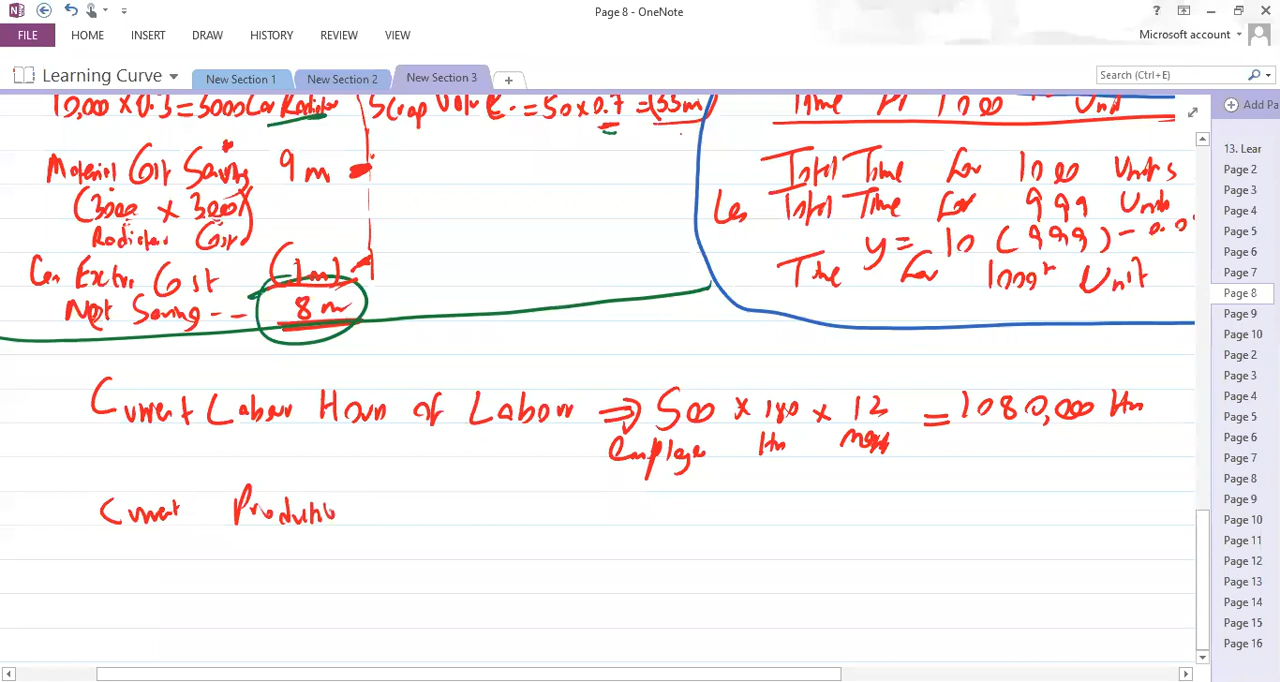 Page 8 - OneNote
FILE HOME INSERT DRAW HISTORY REVIEW VIEW
Microsoft account
Learning Curve New Section 1 New Section 2 New Section 3
Search (Ctrl+E)
Add Pa
10,000 x 0.3 = 3000 Car Radiator
Scrap Value = 50 x 0.7 = (35m)
1000 Unit
Material Cost Saving 9m
(3000 x 3000)
Radiator Cost
Extra Cost (1m)
Net Saving -- 8m
Total Time for 1000 Units
Les Total Time for 999 Units
y = 10 (999) - 0.0
Time for 1000th Unit
Current Labour Hours of Labour ⇒ 500 x 180 x 12 = 1080,000 Hrs
employee Hrs
Current Productio
13. Lear
Page 2
Page 3
Page 4
Page 5
Page 6
Page 7
Page 8
Page 9
Page 10
Page 2
Page 3
Page 4
Page 5
Page 6
Page 7
Page 8
Page 9
Page 10
Page 11
Page 12
Page 13
Page 14
Page 15
Page 16